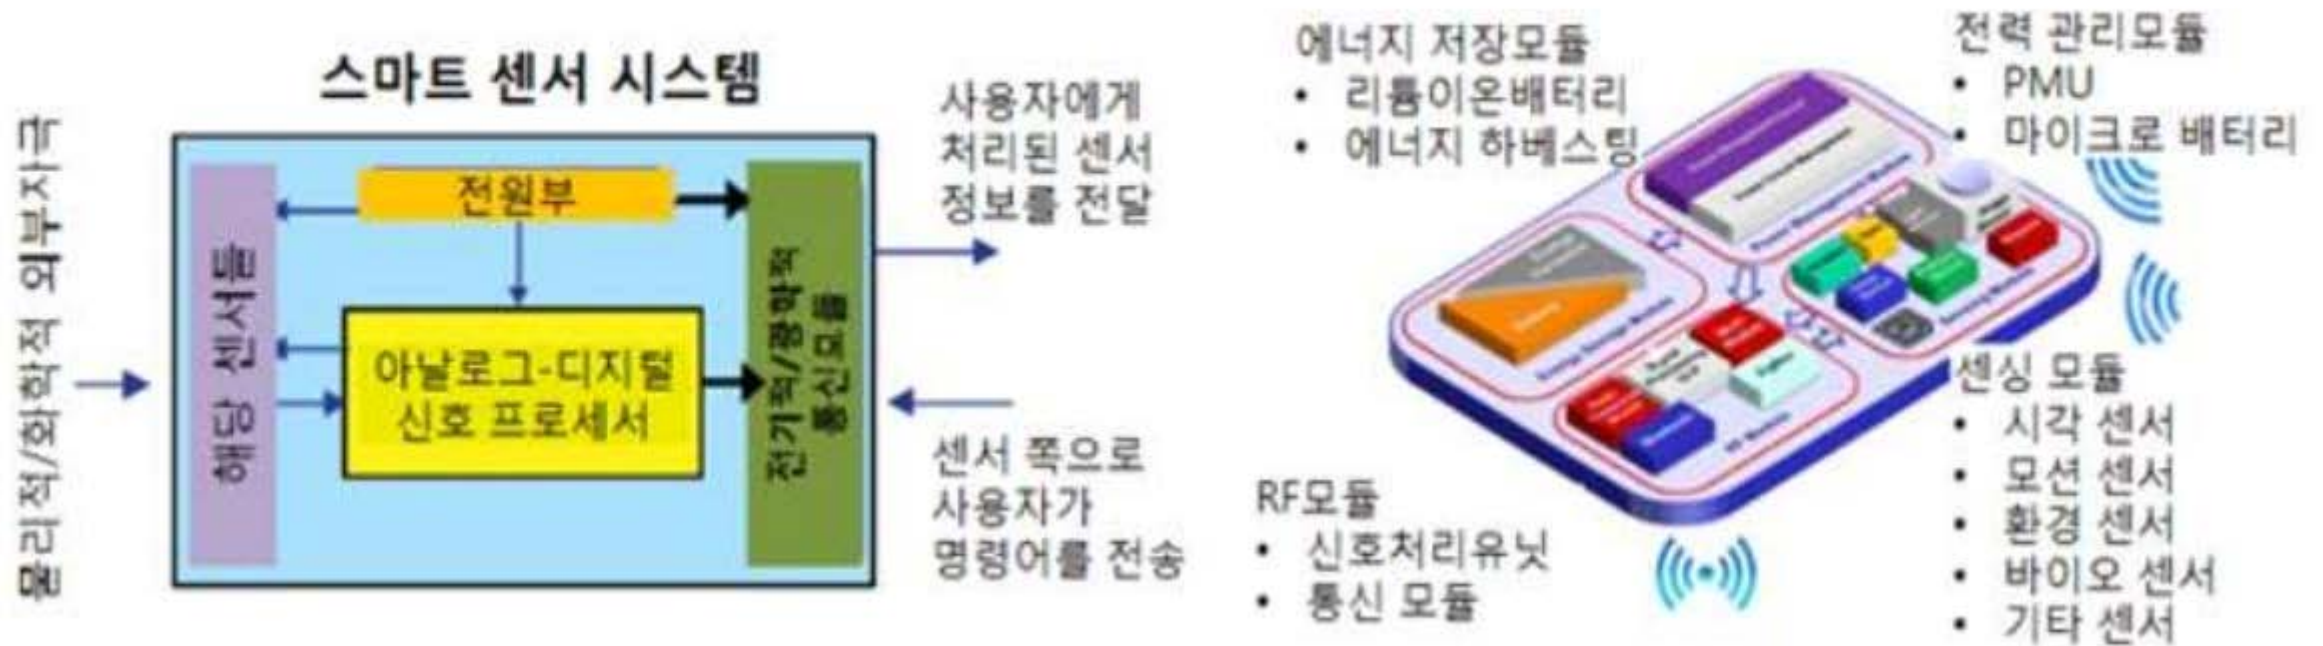 스마트 센서 시스템
물리적/화학적 외부자극
해당 센서들
전원부
아날로그-디지털
신호 프로세서
전기적/광학적
통신모듈
사용자에게
처리된 센서
정보를 전달
센서 쪽으로
사용자가
명령어를 전송
에너지 저장모듈
• 리튬이온배터리
• 에너지 하베스팅
전력 관리모듈
• PMU
• 마이크로 배터리
RF모듈
• 신호처리유닛
• 통신 모듈
센싱 모듈
• 시각 센서
• 모션 센서
• 환경 센서
• 바이오 센서
• 기타 센서